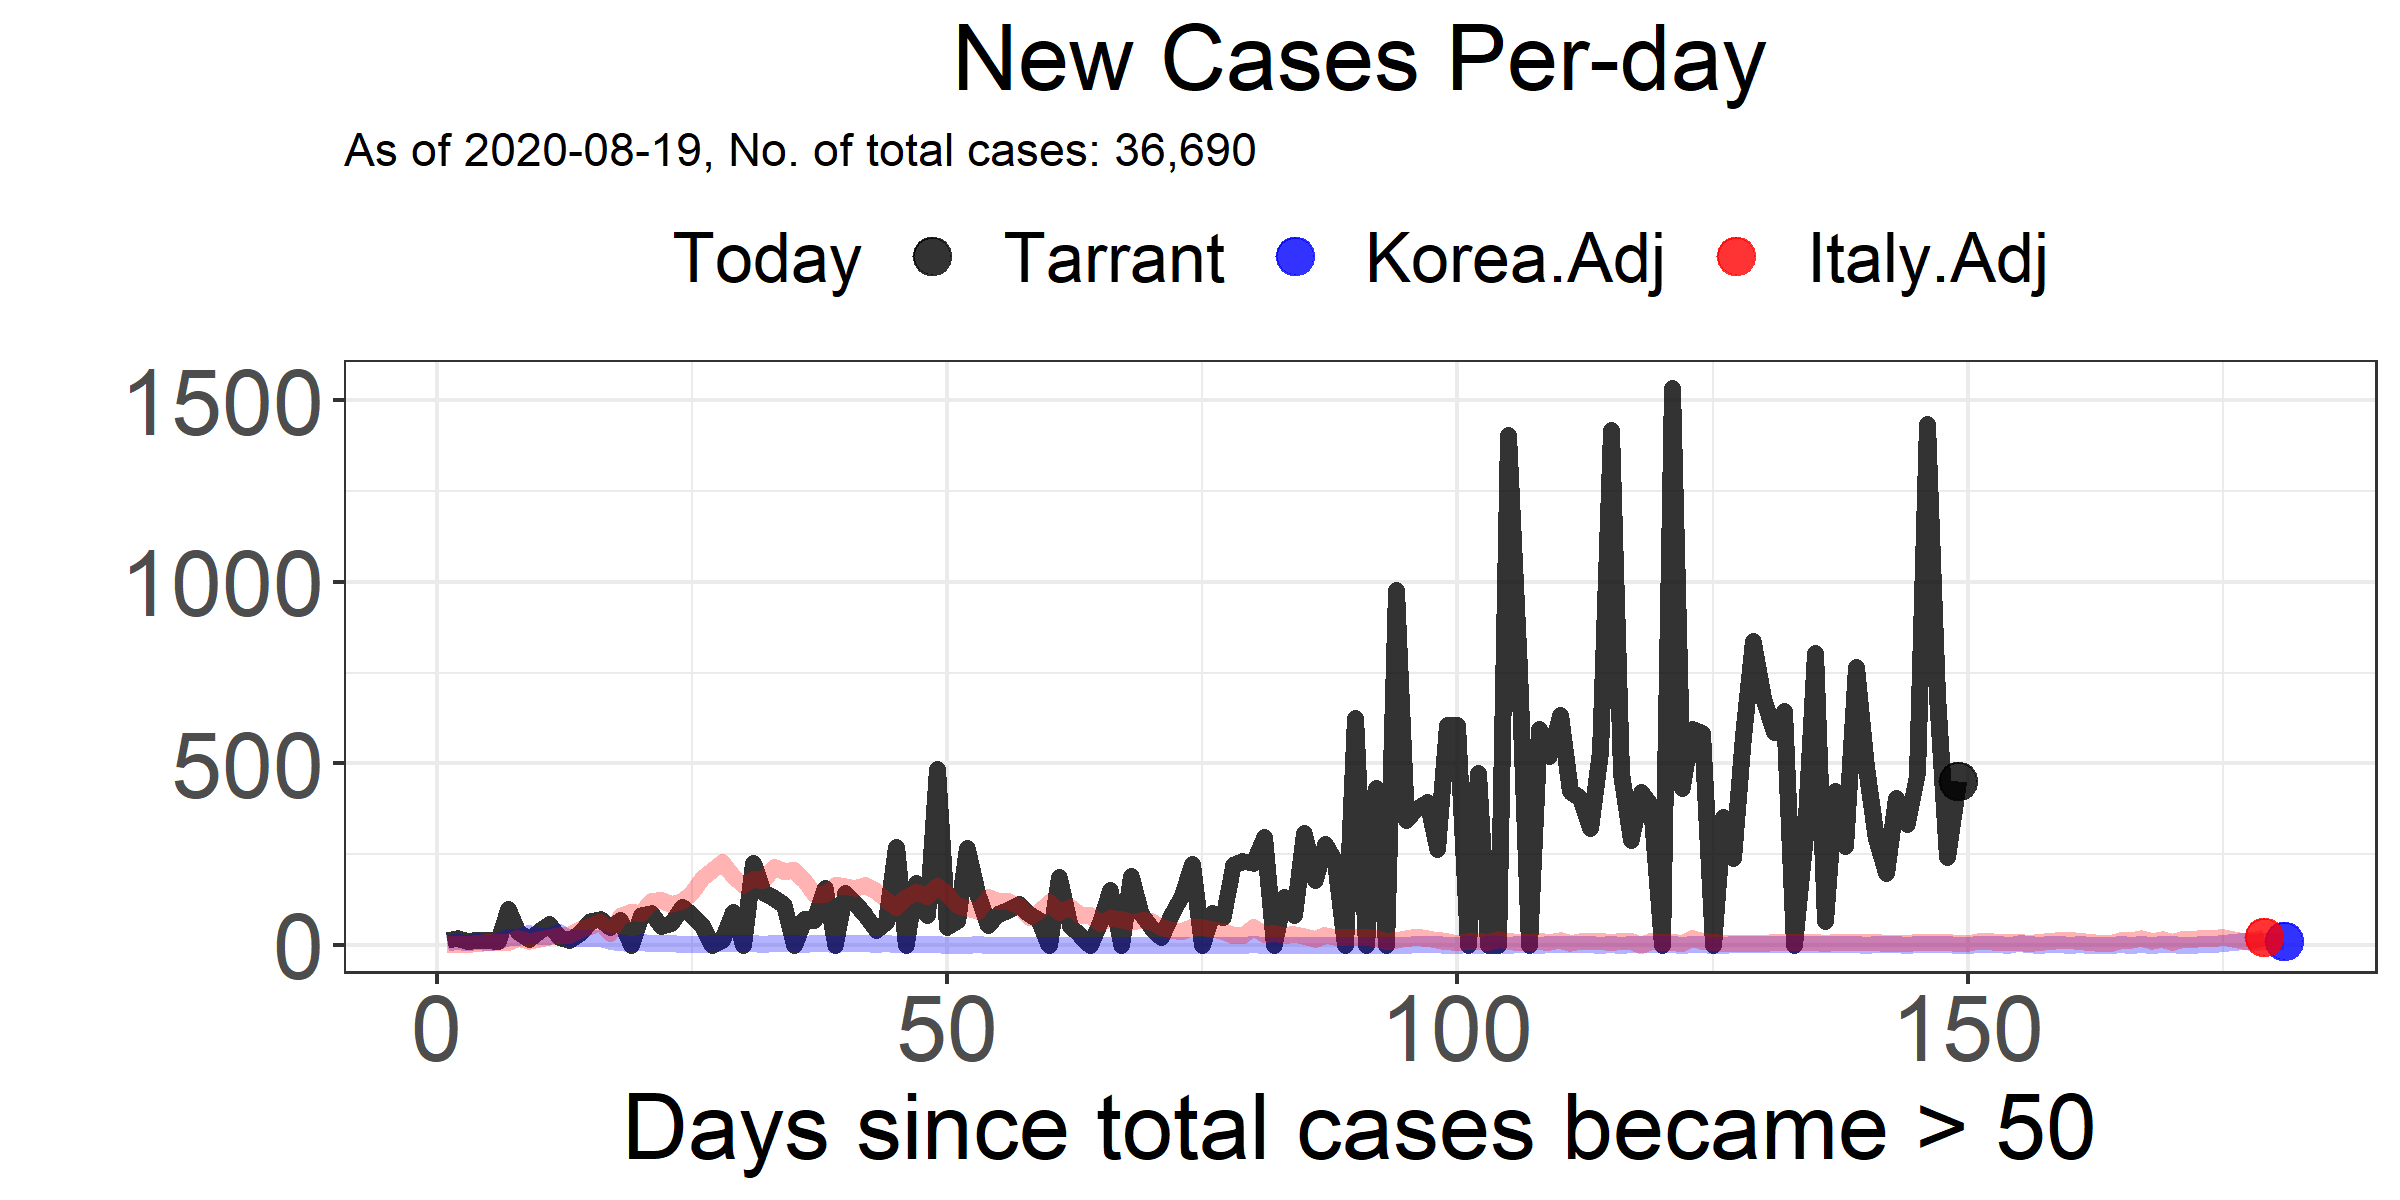 New Cases Per-day
As of 2020-08-19, No. of total cases: 36,690
Today Tarrant Korea.Adj Italy.Adj
1500
1000
500
0
0 50 100 150
Days since total cases became > 50